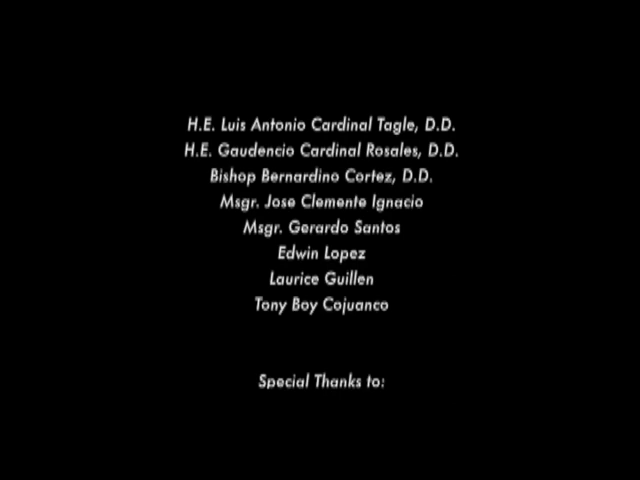 H.E. Luis Antonio Cardinal Tagle, D.D.
H.E. Gaudencio Cardinal Rosales, D.D.
Bishop Bernardino Cortez, D.D.
Msgr. Jose Clemente Ignacio
Msgr. Gerardo Santos
Edwin Lopez
Laurice Guillen
Tony Boy Cojuanco
Special Thanks to: